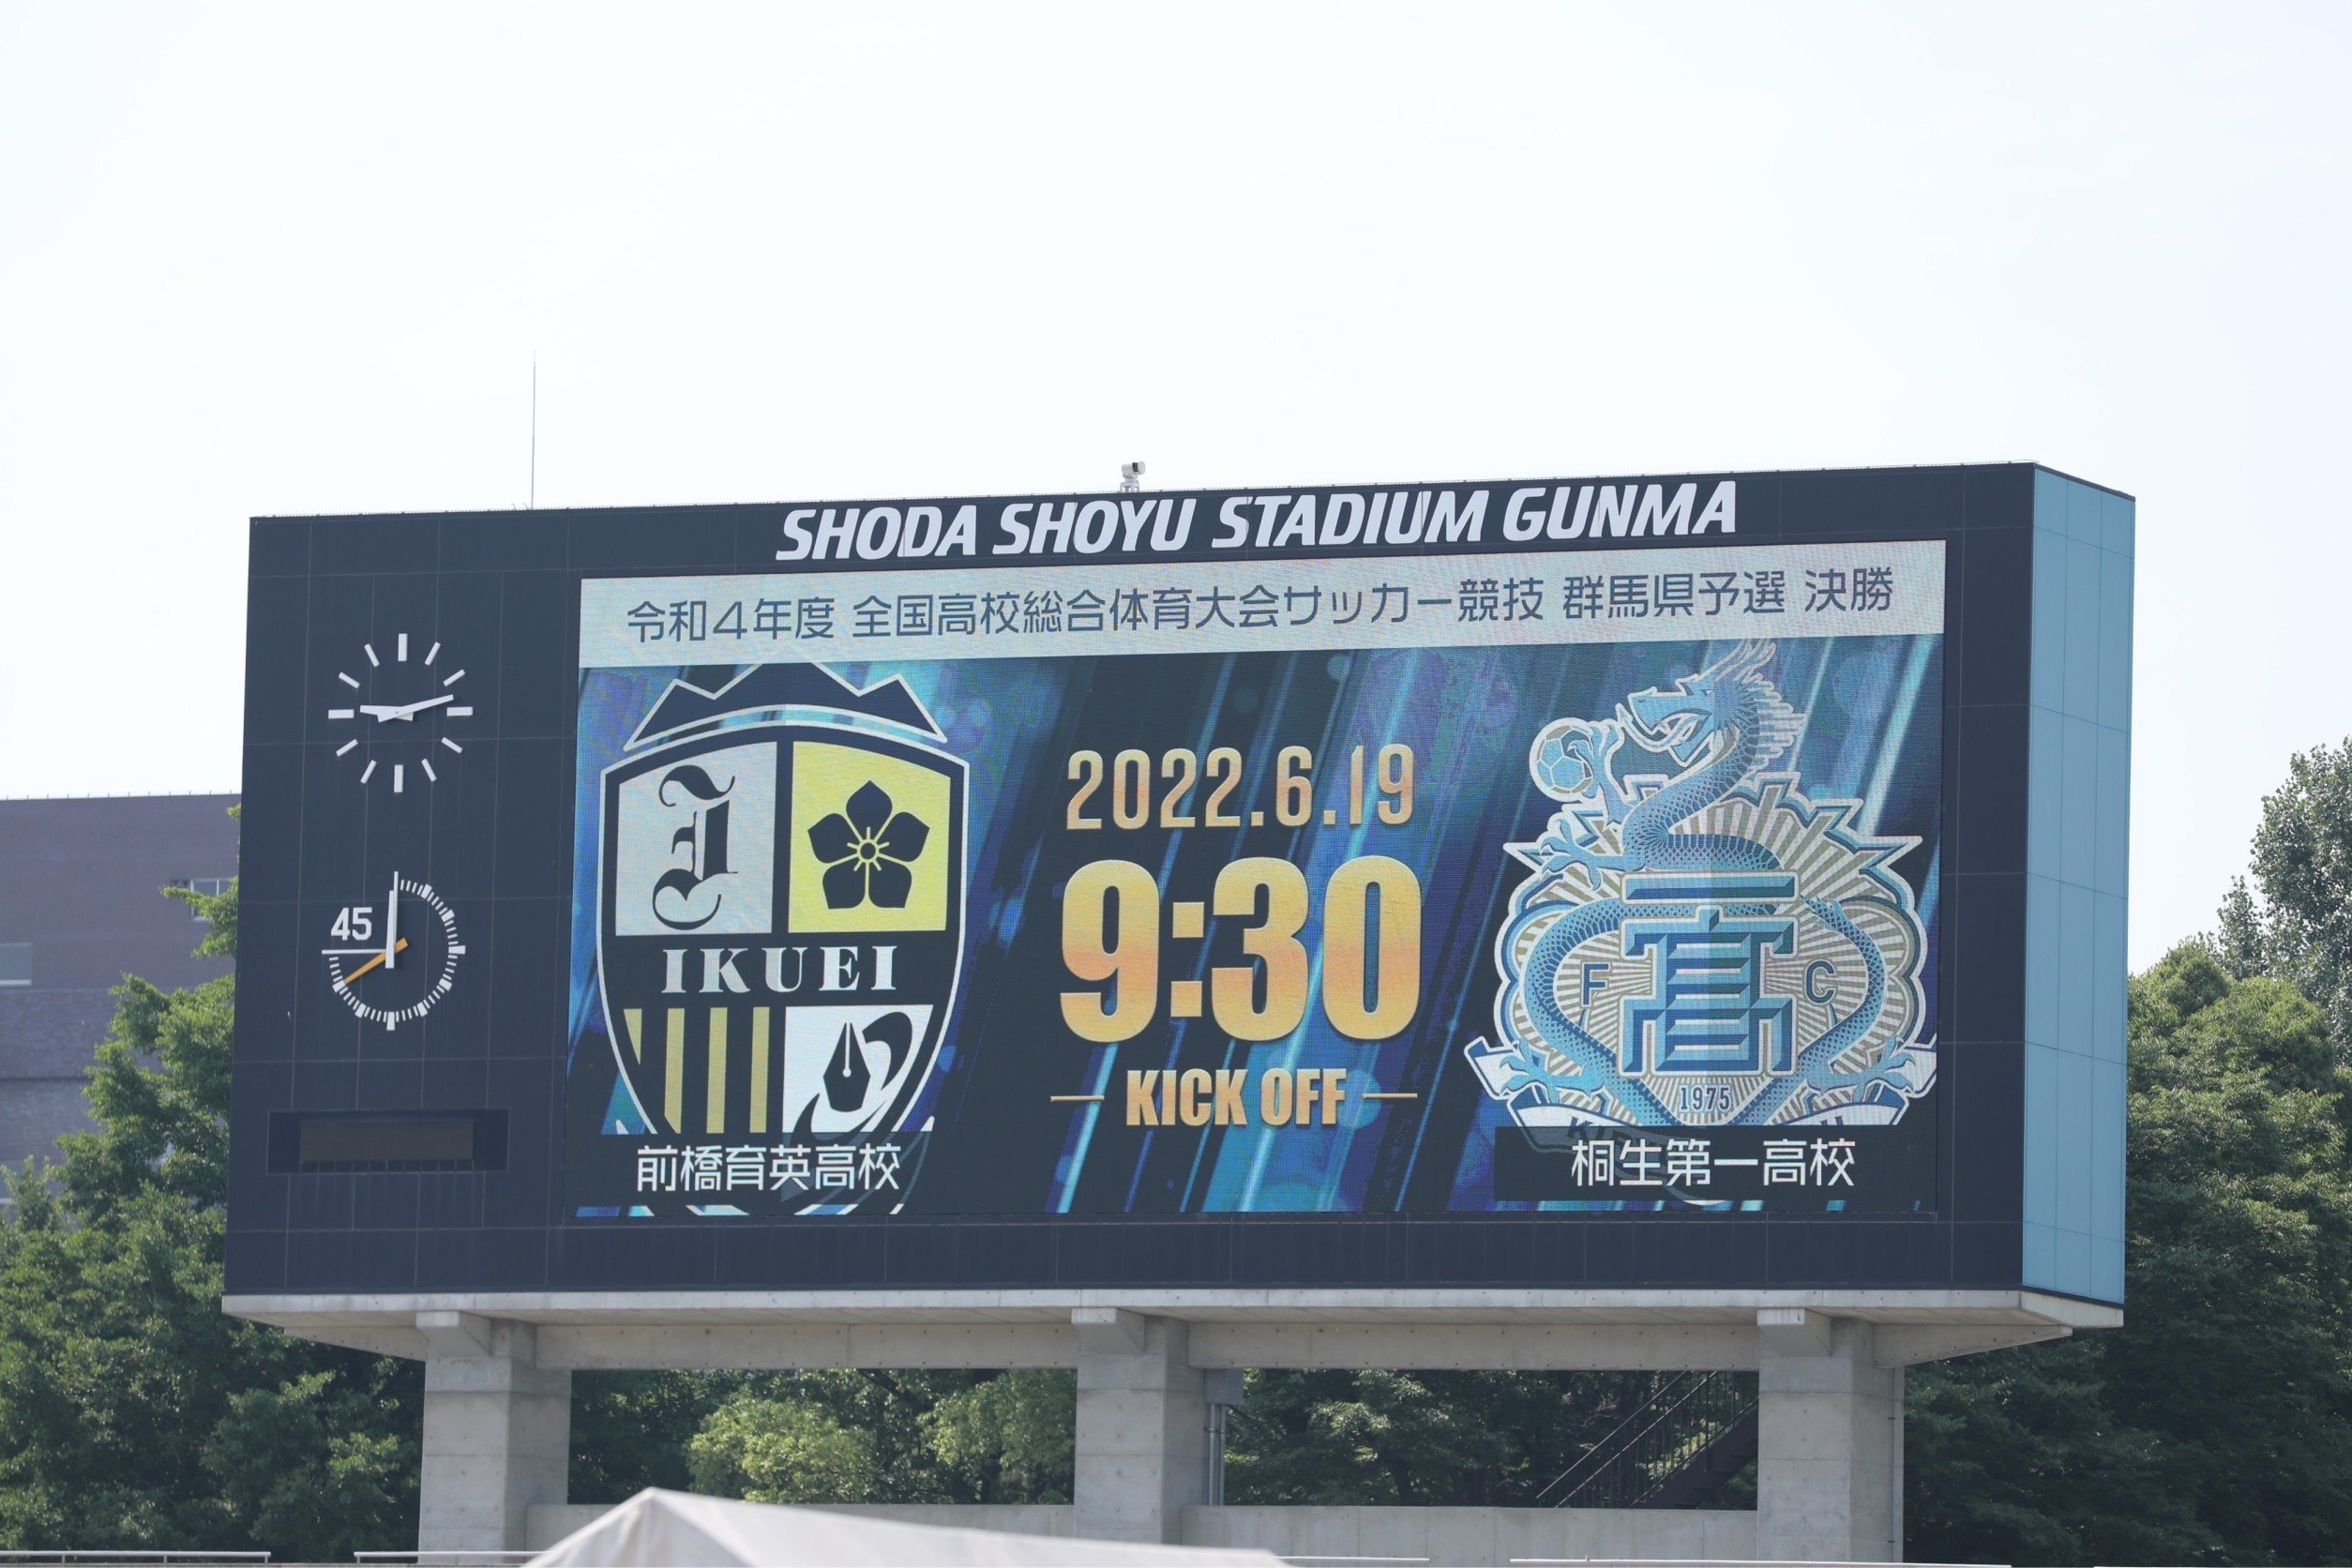 SHODA SHOYU STADIUM GUNMA
令和4年度 全国高校総合体育大会サッカー競技 群馬県予選 決勝
45
I
IKUEI
前橋育英高校
2022.6.19
9:30
KICK OFF
高
F C
1975
桐生第一高校